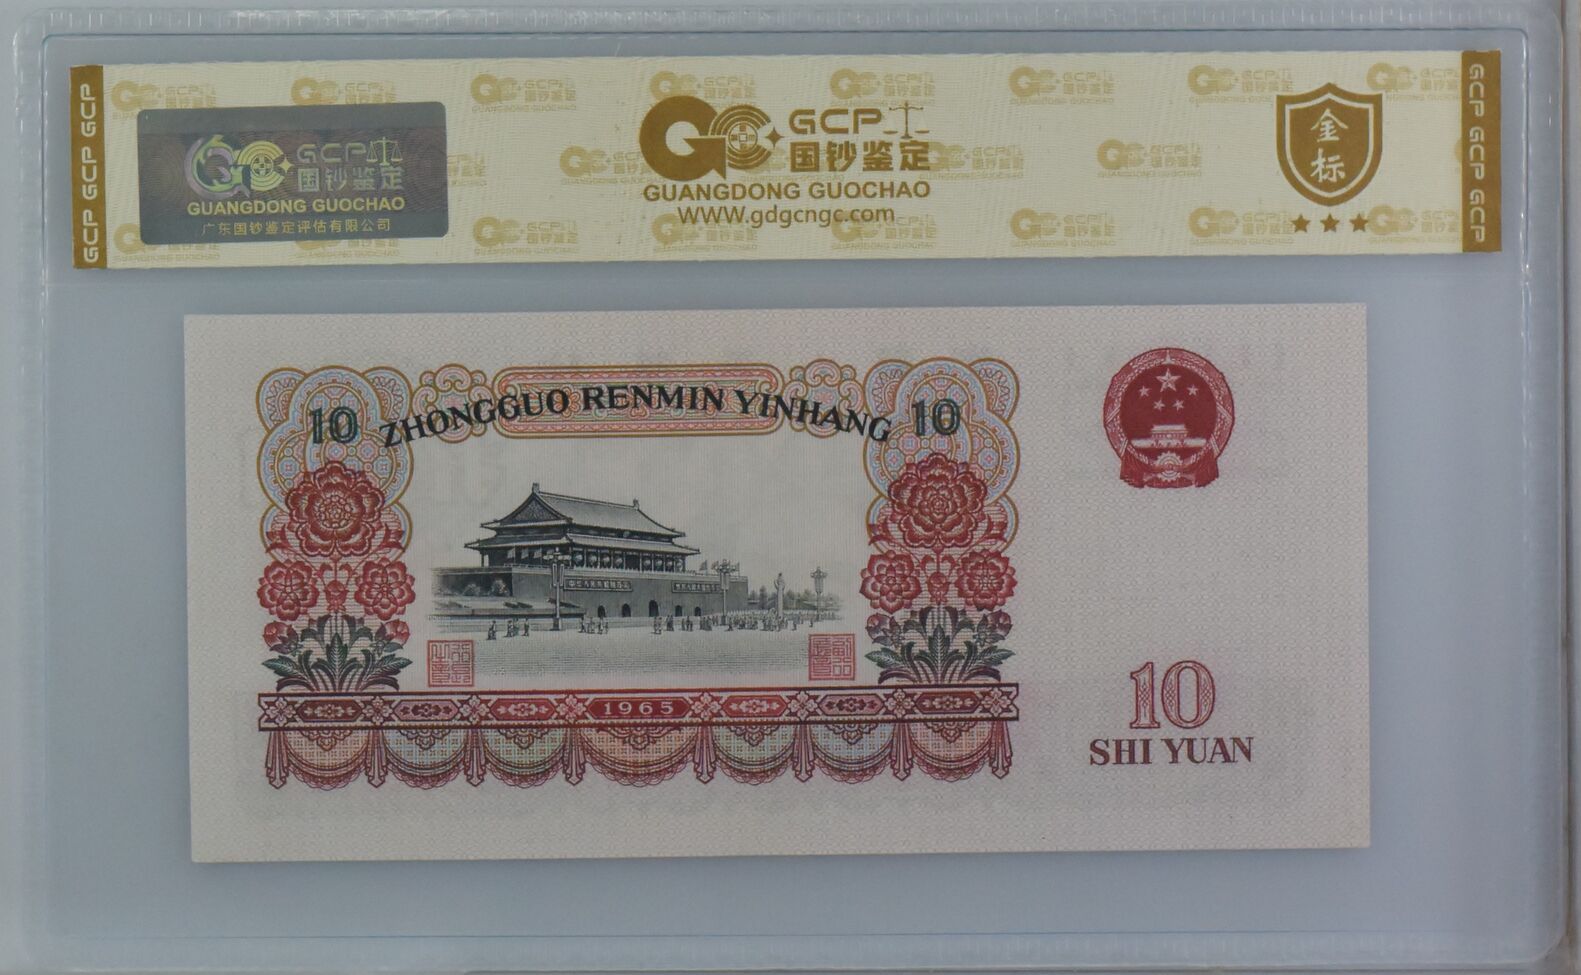 GCP GCP GCP
GCP 国钞鉴定
GUANGDONG GUOCHAO
广东国钞鉴定评估有限公司
GCP
国钞鉴定
GUANGDONG GUOCHAO
WWW.gdgcngc.com
金标
GCP GCP GCP
10 ZHONGGUO RENMIN YINHANG 10
1965
10
SHI YUAN